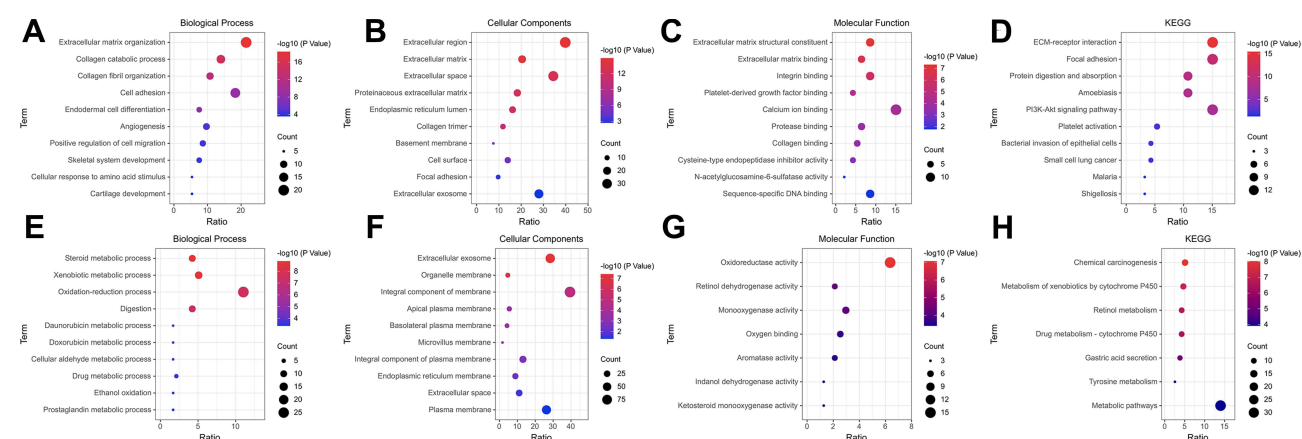 A
Biological Process
Extracellular matrix organization
Collagen catabolic process
Collagen fibril organization
Cell adhesion
Endodermal cell differentiation
Angiogenesis
Positive regulation of cell migration
Skeletal system development
Cellular response to amino acid stimulus
Cartilage development
Term
0 10 20
Ratio
-log10 (P Value)
16
12
8
4
Count
5
10
15
20
B
Cellular Components
Extracellular region
Extracellular matrix
Extracellular space
Proteinaceous extracellular matrix
Endoplasmic reticulum lumen
Collagen trimer
Basement membrane
Cell surface
Focal adhesion
Extracellular exosome
Term
0 10 20 30 40 50
Ratio
-log10 (P Value)
12
9
6
3
Count
10
20
30
C
Molecular Function
Extracellular matrix structural constituent
Extracellular matrix binding
Integrin binding
Platelet-derived growth factor binding
Calcium ion binding
Protease binding
Collagen binding
Cysteine-type endopeptidase inhibitor activity
N-acetylglucosamine-6-sulfatase activity
Sequence-specific DNA binding
Term
0 5 10 15
Ratio
-log10 (P Value)
7
6
5
4
3
2
Count
5
10
D
KEGG
ECM-receptor interaction
Focal adhesion
Protein digestion and absorption
Amoebiasis
PI3K-Akt signaling pathway
Platelet activation
Bacterial invasion of epithelial cells
Small cell lung cancer
Malaria
Shigellosis
Term
0 5 10 15
Ratio
-log10 (P Value)
15
10
5
Count
3
6
9
12
E
Biological Process
Steroid metabolic process
Xenobiotic metabolic process
Oxidation-reduction process
Digestion
Daunorubicin metabolic process
Doxorubicin metabolic process
Cellular aldehyde metabolic process
Drug metabolic process
Ethanol oxidation
Prostaglandin metabolic process
Term
0 5 10
Ratio
-log10 (P Value)
8
7
6
5
4
Count
5
10
15
20
25
F
Cellular Components
Extracellular exosome
Organelle membrane
Integral component of membrane
Apical plasma membrane
Basolateral plasma membrane
Microvillus membrane
Integral component of plasma membrane
Endoplasmic reticulum membrane
Extracellular space
Plasma membrane
Term
0 10 20 30 40
Ratio
-log10 (P Value)
7
6
5
4
3
2
Count
25
50
75
G
Molecular Function
Oxidoreductase activity
Retinol dehydrogenase activity
Monooxygenase activity
Oxygen binding
Aromatase activity
Indanol dehydrogenase activity
Ketosteroid monooxygenase activity
Term
0 2 4 6 8
Ratio
-log10 (P Value)
7
6
5
4
Count
3
6
9
12
15
H
KEGG
Chemical carcinogenesis
Metabolism of xenobiotics by cytochrome P450
Retinol metabolism
Drug metabolism - cytochrome P450
Gastric acid secretion
Tyrosine metabolism
Metabolic pathways
Term
0 5 10 15
Ratio
-log10 (P Value)
8
7
6
5
4
Count
10
15
20
25
30